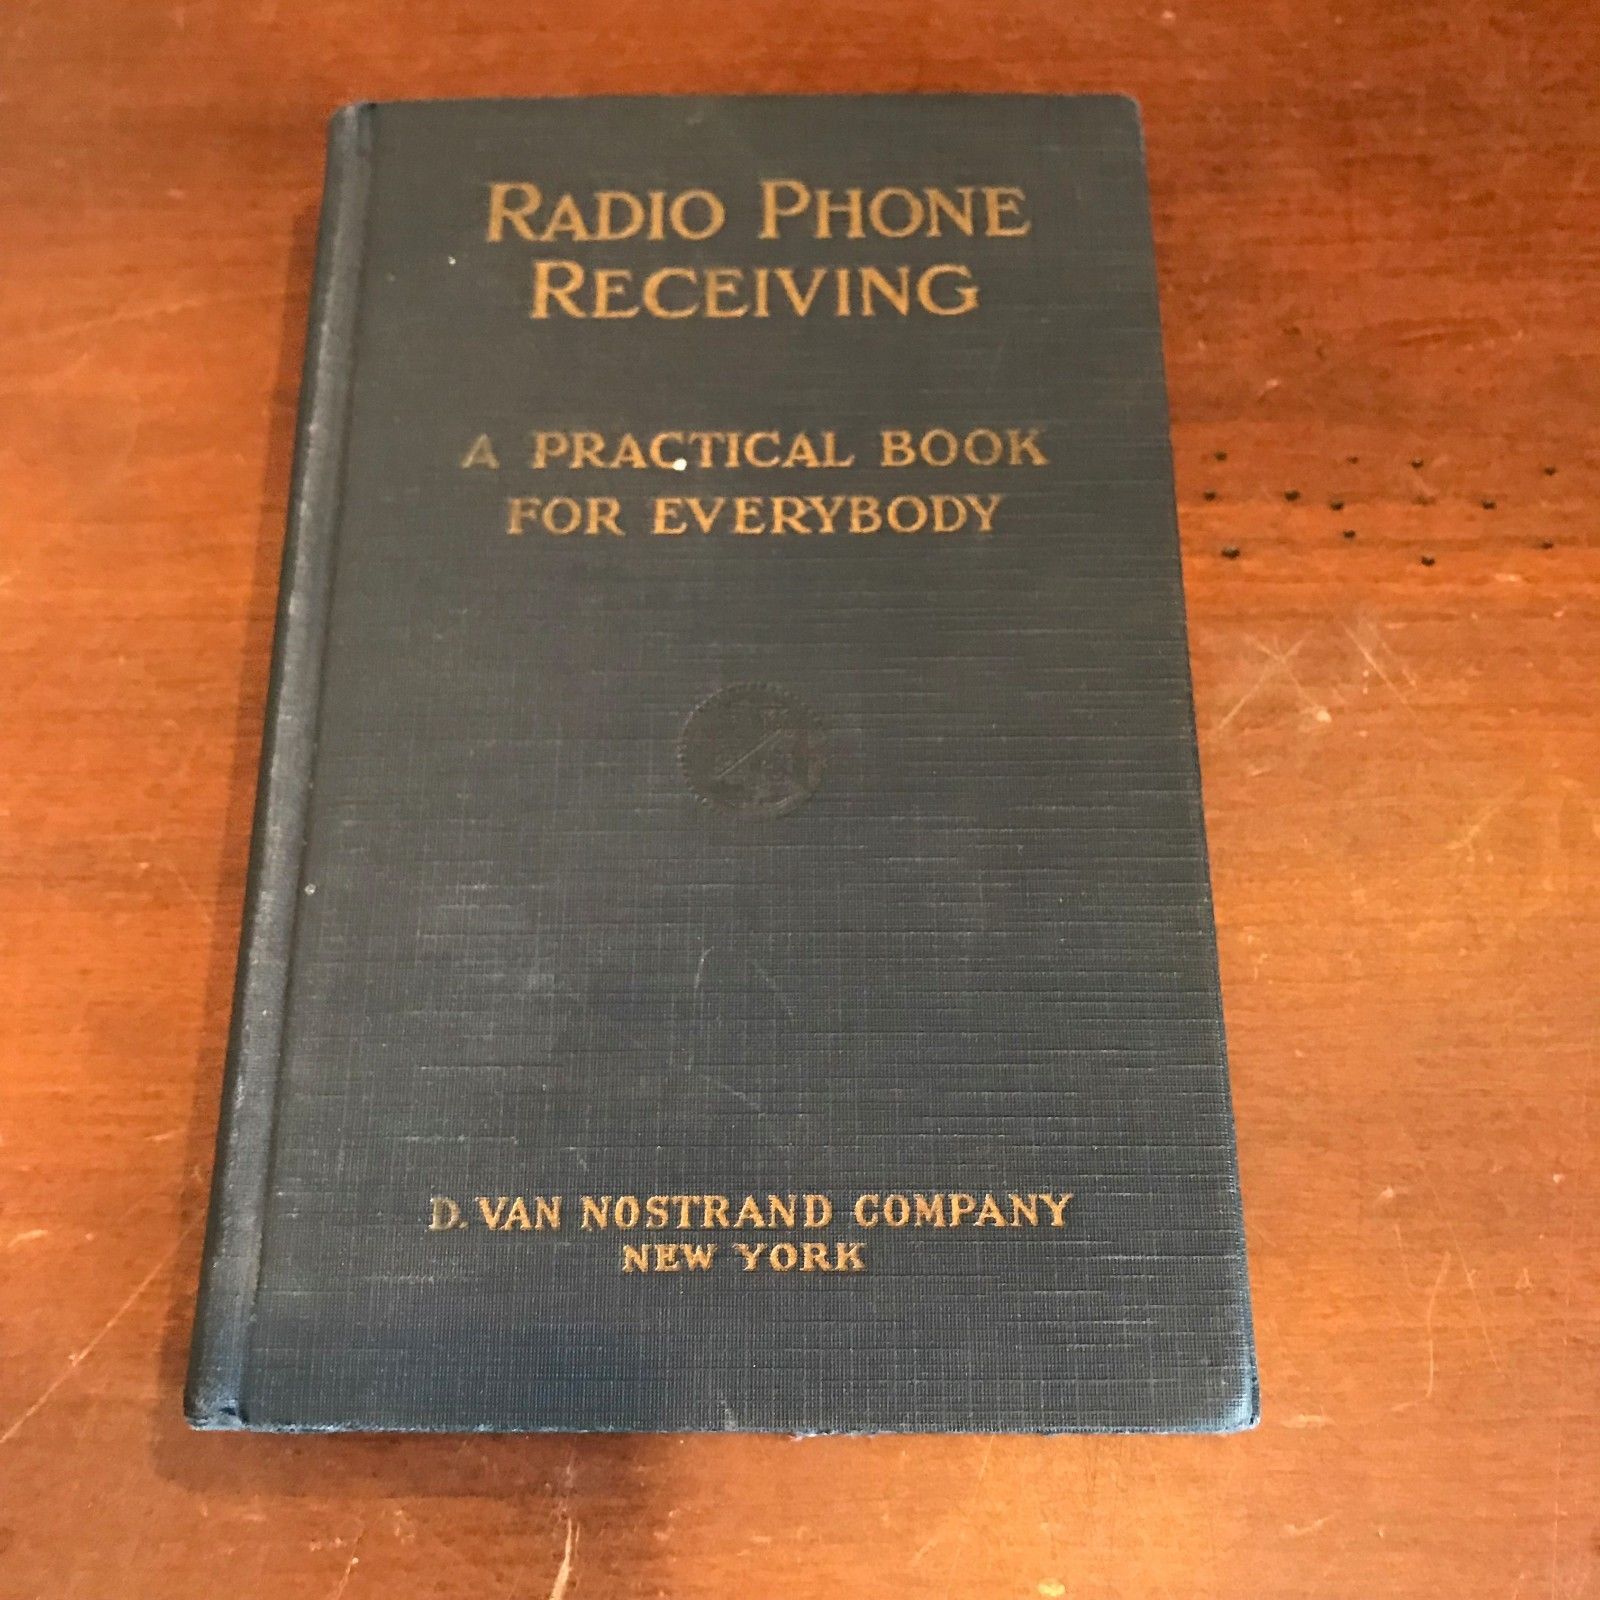 RADIO PHONE
RECEIVING
A PRACTICAL BOOK
FOR EVERYBODY
D. VAN NOSTRAND COMPANY
NEW YORK